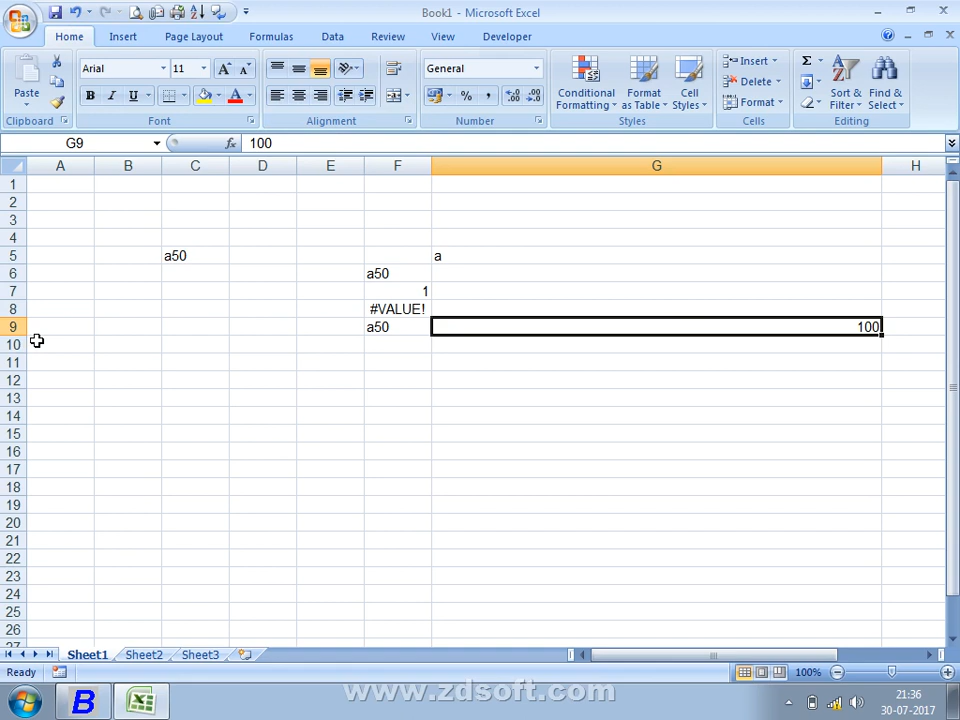 Book1 - Microsoft Excel
Home Insert Page Layout Formulas Data Review View Developer
Paste
Arial 11 A A
General
Conditional Formatting
Format as Table
Cell Styles
Insert
Delete
Format
Σ
Sort & Filter
Find & Select
B I U A
% , .00 .0
Clipboard Font Alignment Number Styles Cells Editing
G9 fx 100
A B C D E F G H
1
2
3
4
5 a50 a
6 a50
7 1
8 #VALUE!
9 a50 100
10
11
12
13
14
15
16
17
18
19
20
21
22
23
24
25
26
27
Sheet1 Sheet2 Sheet3
Ready 100%
B www.zdsoft.com 21:36
30-07-2017